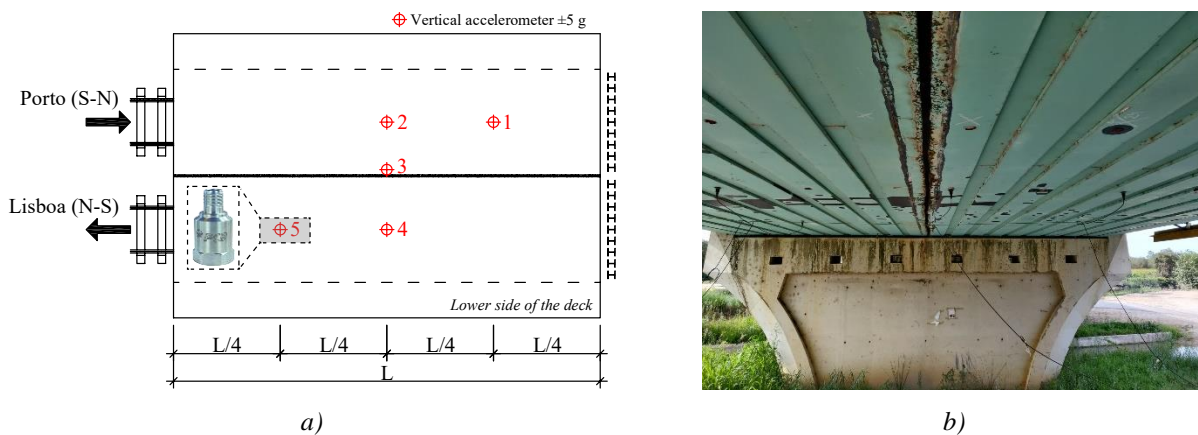 Vertical accelerometer ±5 g
Porto (S-N)
2
1
3
Lisboa (N-S)
5
4
Lower side of the deck
L/4
L/4
L/4
L/4
L
a)
b)